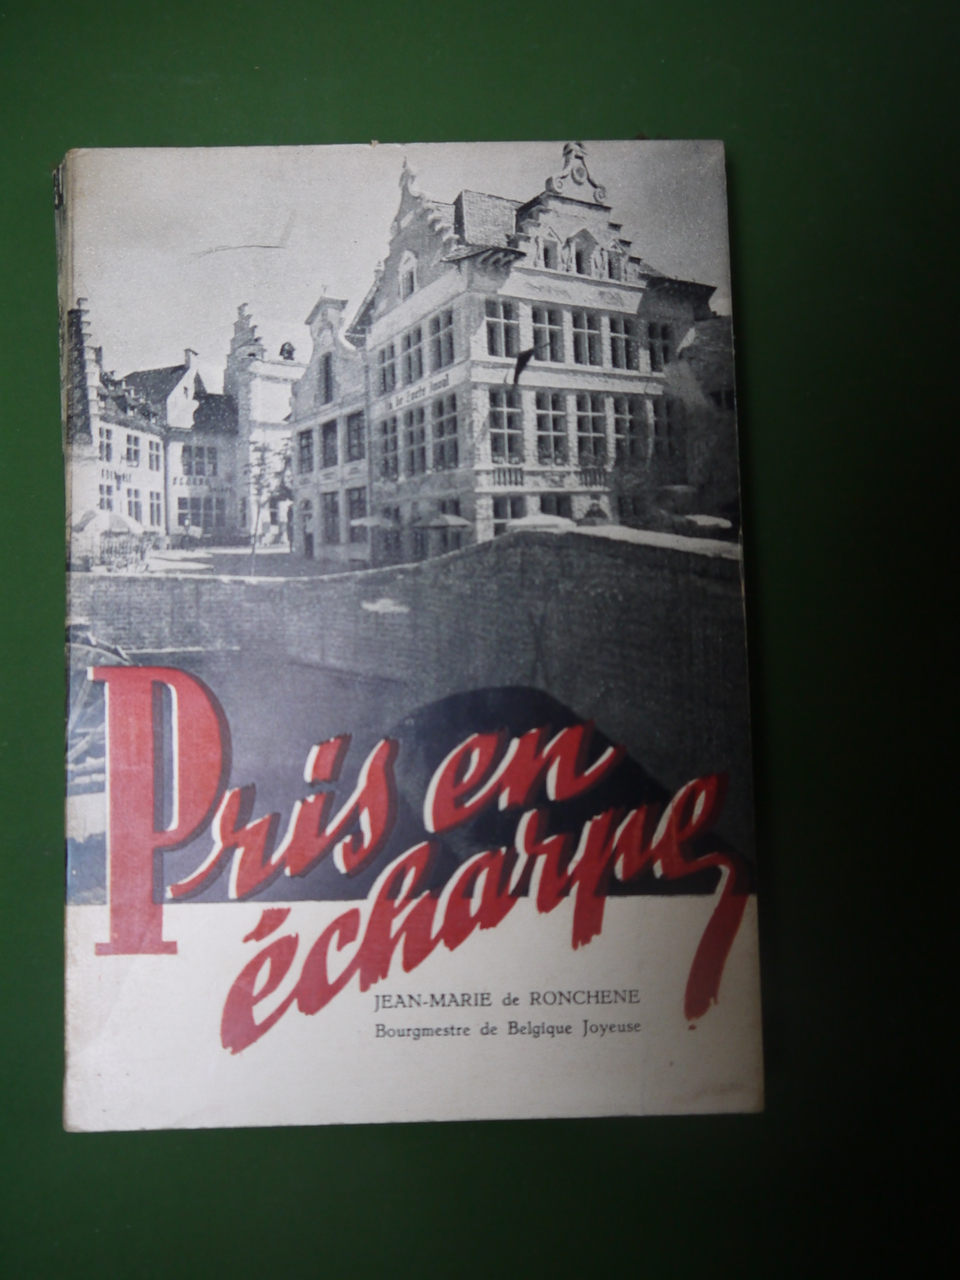 Pris en
écharpe
JEAN-MARIE de RONCHENE
Bourgmestre de Belgique Joyeuse